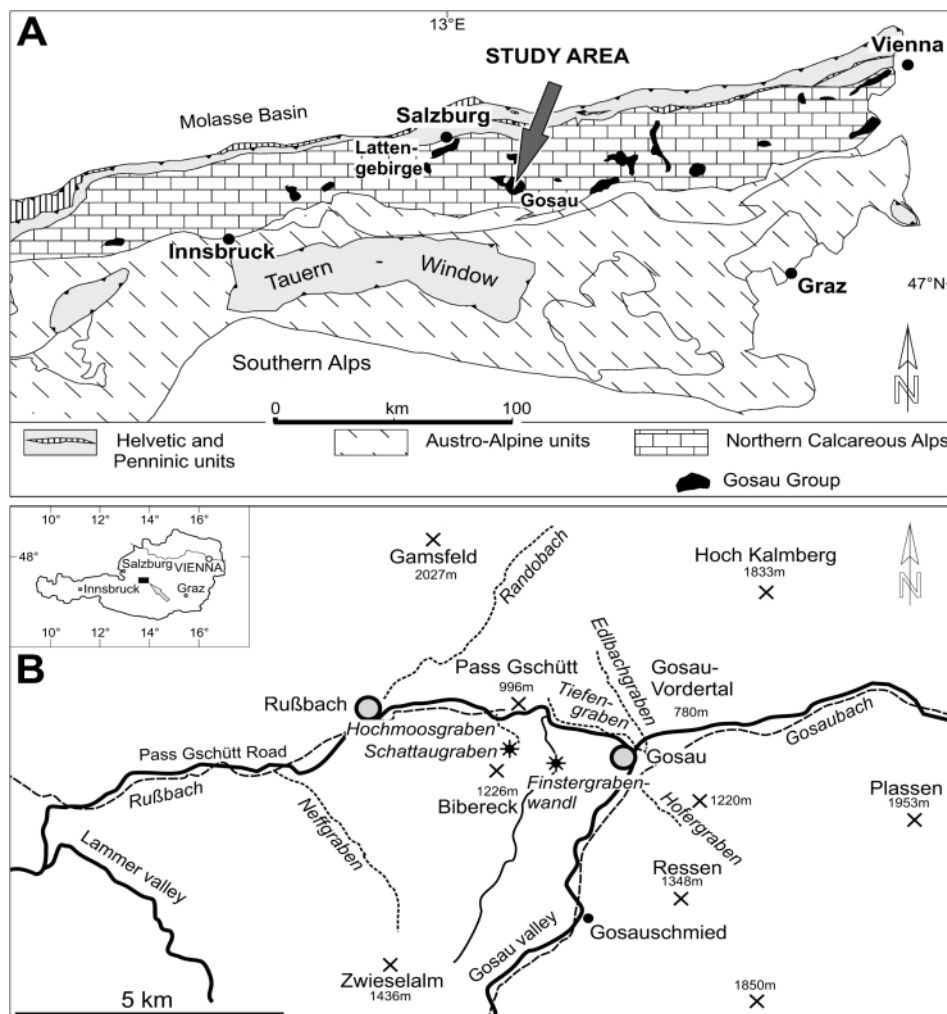 A
13°E
STUDY AREA
Vienna
Molasse Basin
Salzburg
Latten-
gebirge
Gosau
Innsbruck
Tauern Window
Graz
47°N
Southern Alps
N
0 km 100
Helvetic and
Penninic units
Austro-Alpine units
Northern Calcareous Alps
Gosau Group
10° 12° 14° 16°
48°
Salzburg
VIENNA
Innsbruck
Graz
10° 12° 14° 16°
B
Gamsfeld
2027m
Randobach
Hoch Kalmberg
1833m
N
Pass Gschütt
996m
Edlbachgraben
Gosau-
Vordertal
780m
Tiefen-
graben
Rußbach
Hochmoosgraben
Schattaugraben
Gosaubach
Pass Gschütt Road
Gosau
Rußbach
1226m
Bibereck
Finstergraben-
wandl
1220m
Hofergraben
Plassen
1953m
Neffgraben
Lammer valley
Ressen
1348m
Gosau valley
Gosauschmied
Zwieselalm
1436m
1850m
5 km